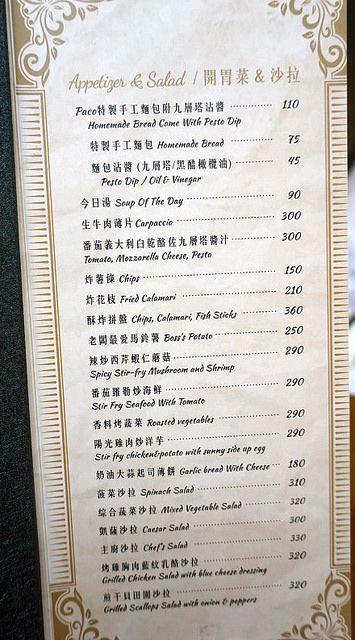 Appetizer & Salad / 開胃菜 & 沙拉
Paco特製手工麵包附九層塔沾醬 110
Homemade Bread Come With Pesto Dip
特製手工麵包 Homemade Bread 75
麵包沾醬 (九層塔/黑醋橄欖油) 45
Pesto Dip / Oil & Vinegar
今日湯 Soup Of The Day 90
生牛肉薄片 Carpaccio 300
番茄義大利白乾酪佐九層塔醬汁 300
Tomato, Mozzarella Cheese, Pesto
炸薯條 Chips 150
炸花枝 Fried Calamari 210
酥炸拼盤 Chips, Calamari, Fish Sticks 360
老闆最愛馬鈴薯 Boss's Potato 250
辣炒西芹蝦仁蘑菇 290
Spicy Stir-fry Mushroom and Shrimp
番茄羅勒炒海鮮 290
Stir Fry Seafood With Tomato
香料烤蔬菜 Roasted vegetables 290
陽光雞肉炒洋芋 290
Stir fry chicken&potato with sunny side up egg
奶油大蒜起司薄餅 Garlic bread With Cheese 180
菠菜沙拉 Spinach Salad 310
綜合蔬菜沙拉 Mixed Vegetable Salad 320
凱薩沙拉 Caesar Salad 300
主廚沙拉 Chef's Salad 330
烤雞胸肉藍紋乳酪沙拉 320
Grilled Chicken Salad with blue cheese dressing
煎干貝田園沙拉 320
Grilled Scallops Salad with onion & peppers